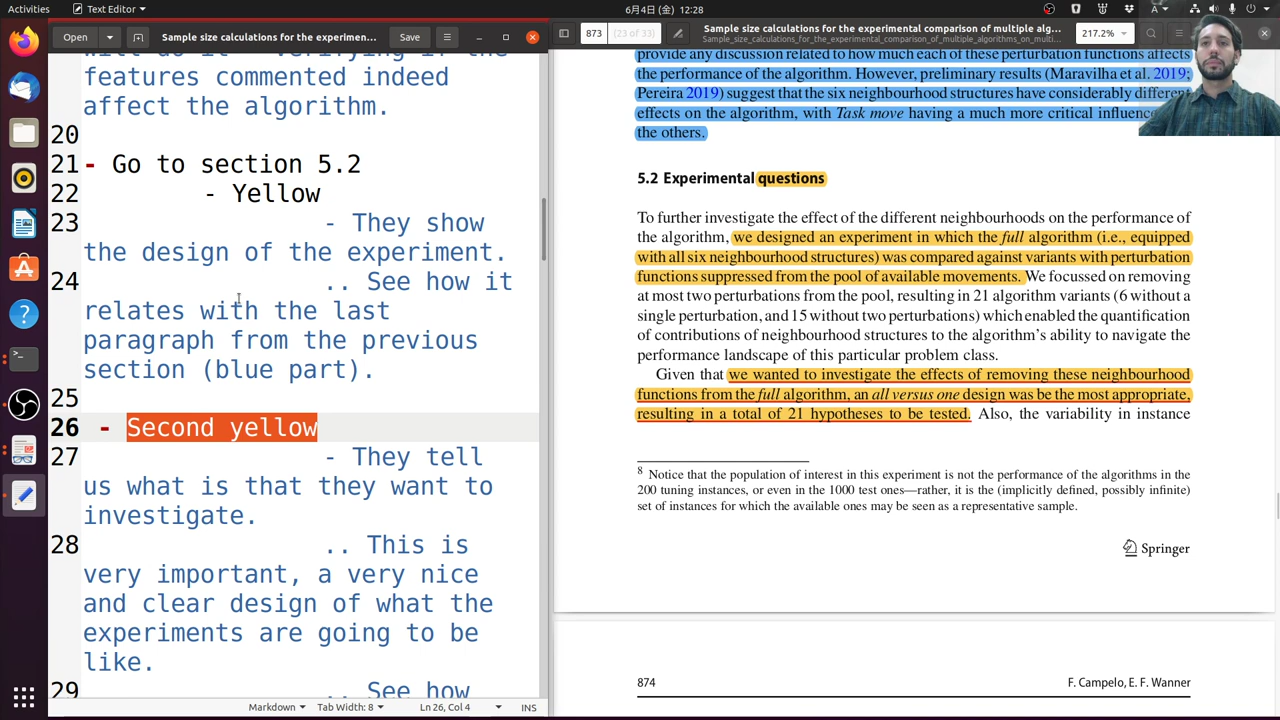 Activities
Text Editor
6月4日 (金) 12:28
Open
Sample size calculations for the experimen...
Save
will do it verifying if the
features commented indeed
affect the algorithm.
20
21 - Go to section 5.2
22 - Yellow
23 - They show
the design of the experiment.
24 .. See how it
relates with the last
paragraph from the previous
section (blue part).
25
26 - Second yellow
27 - They tell
us what is that they want to
investigate.
28 .. This is
very important, a very nice
and clear design of what the
experiments are going to be
like.
29 .. See how
Markdown
Tab Width: 8
Ln 26, Col 4
INS
873
(23 of 33)
Sample size calculations for the experimental comparison of multiple alg...
Sample_size_calculations_for_the_experimental_comparison_of_multiple_algorithms_on_multi...
217.2%
provide any discussion related to how much each of these perturbation functions affects
the performance of the algorithm. However, preliminary results (Maravilha et al. 2019;
Pereira 2019) suggest that the six neighbourhood structures have considerably different
effects on the algorithm, with Task move having a much more critical influence
the others.
5.2 Experimental questions
To further investigate the effect of the different neighbourhoods on the performance of
the algorithm, we designed an experiment in which the full algorithm (i.e., equipped
with all six neighbourhood structures) was compared against variants with perturbation
functions suppressed from the pool of available movements. We focussed on removing
at most two perturbations from the pool, resulting in 21 algorithm variants (6 without a
single perturbation, and 15 without two perturbations) which enabled the quantification
of contributions of neighbourhood structures to the algorithm's ability to navigate the
performance landscape of this particular problem class.
Given that we wanted to investigate the effects of removing these neighbourhood
functions from the full algorithm, an all versus one design was be the most appropriate,
resulting in a total of 21 hypotheses to be tested. Also, the variability in instance
8 Notice that the population of interest in this experiment is not the performance of the algorithms in the
200 tuning instances, or even in the 1000 test ones—rather, it is the (implicitly defined, possibly infinite)
set of instances for which the available ones may be seen as a representative sample.
Springer
874
F. Campelo, E. F. Wanner